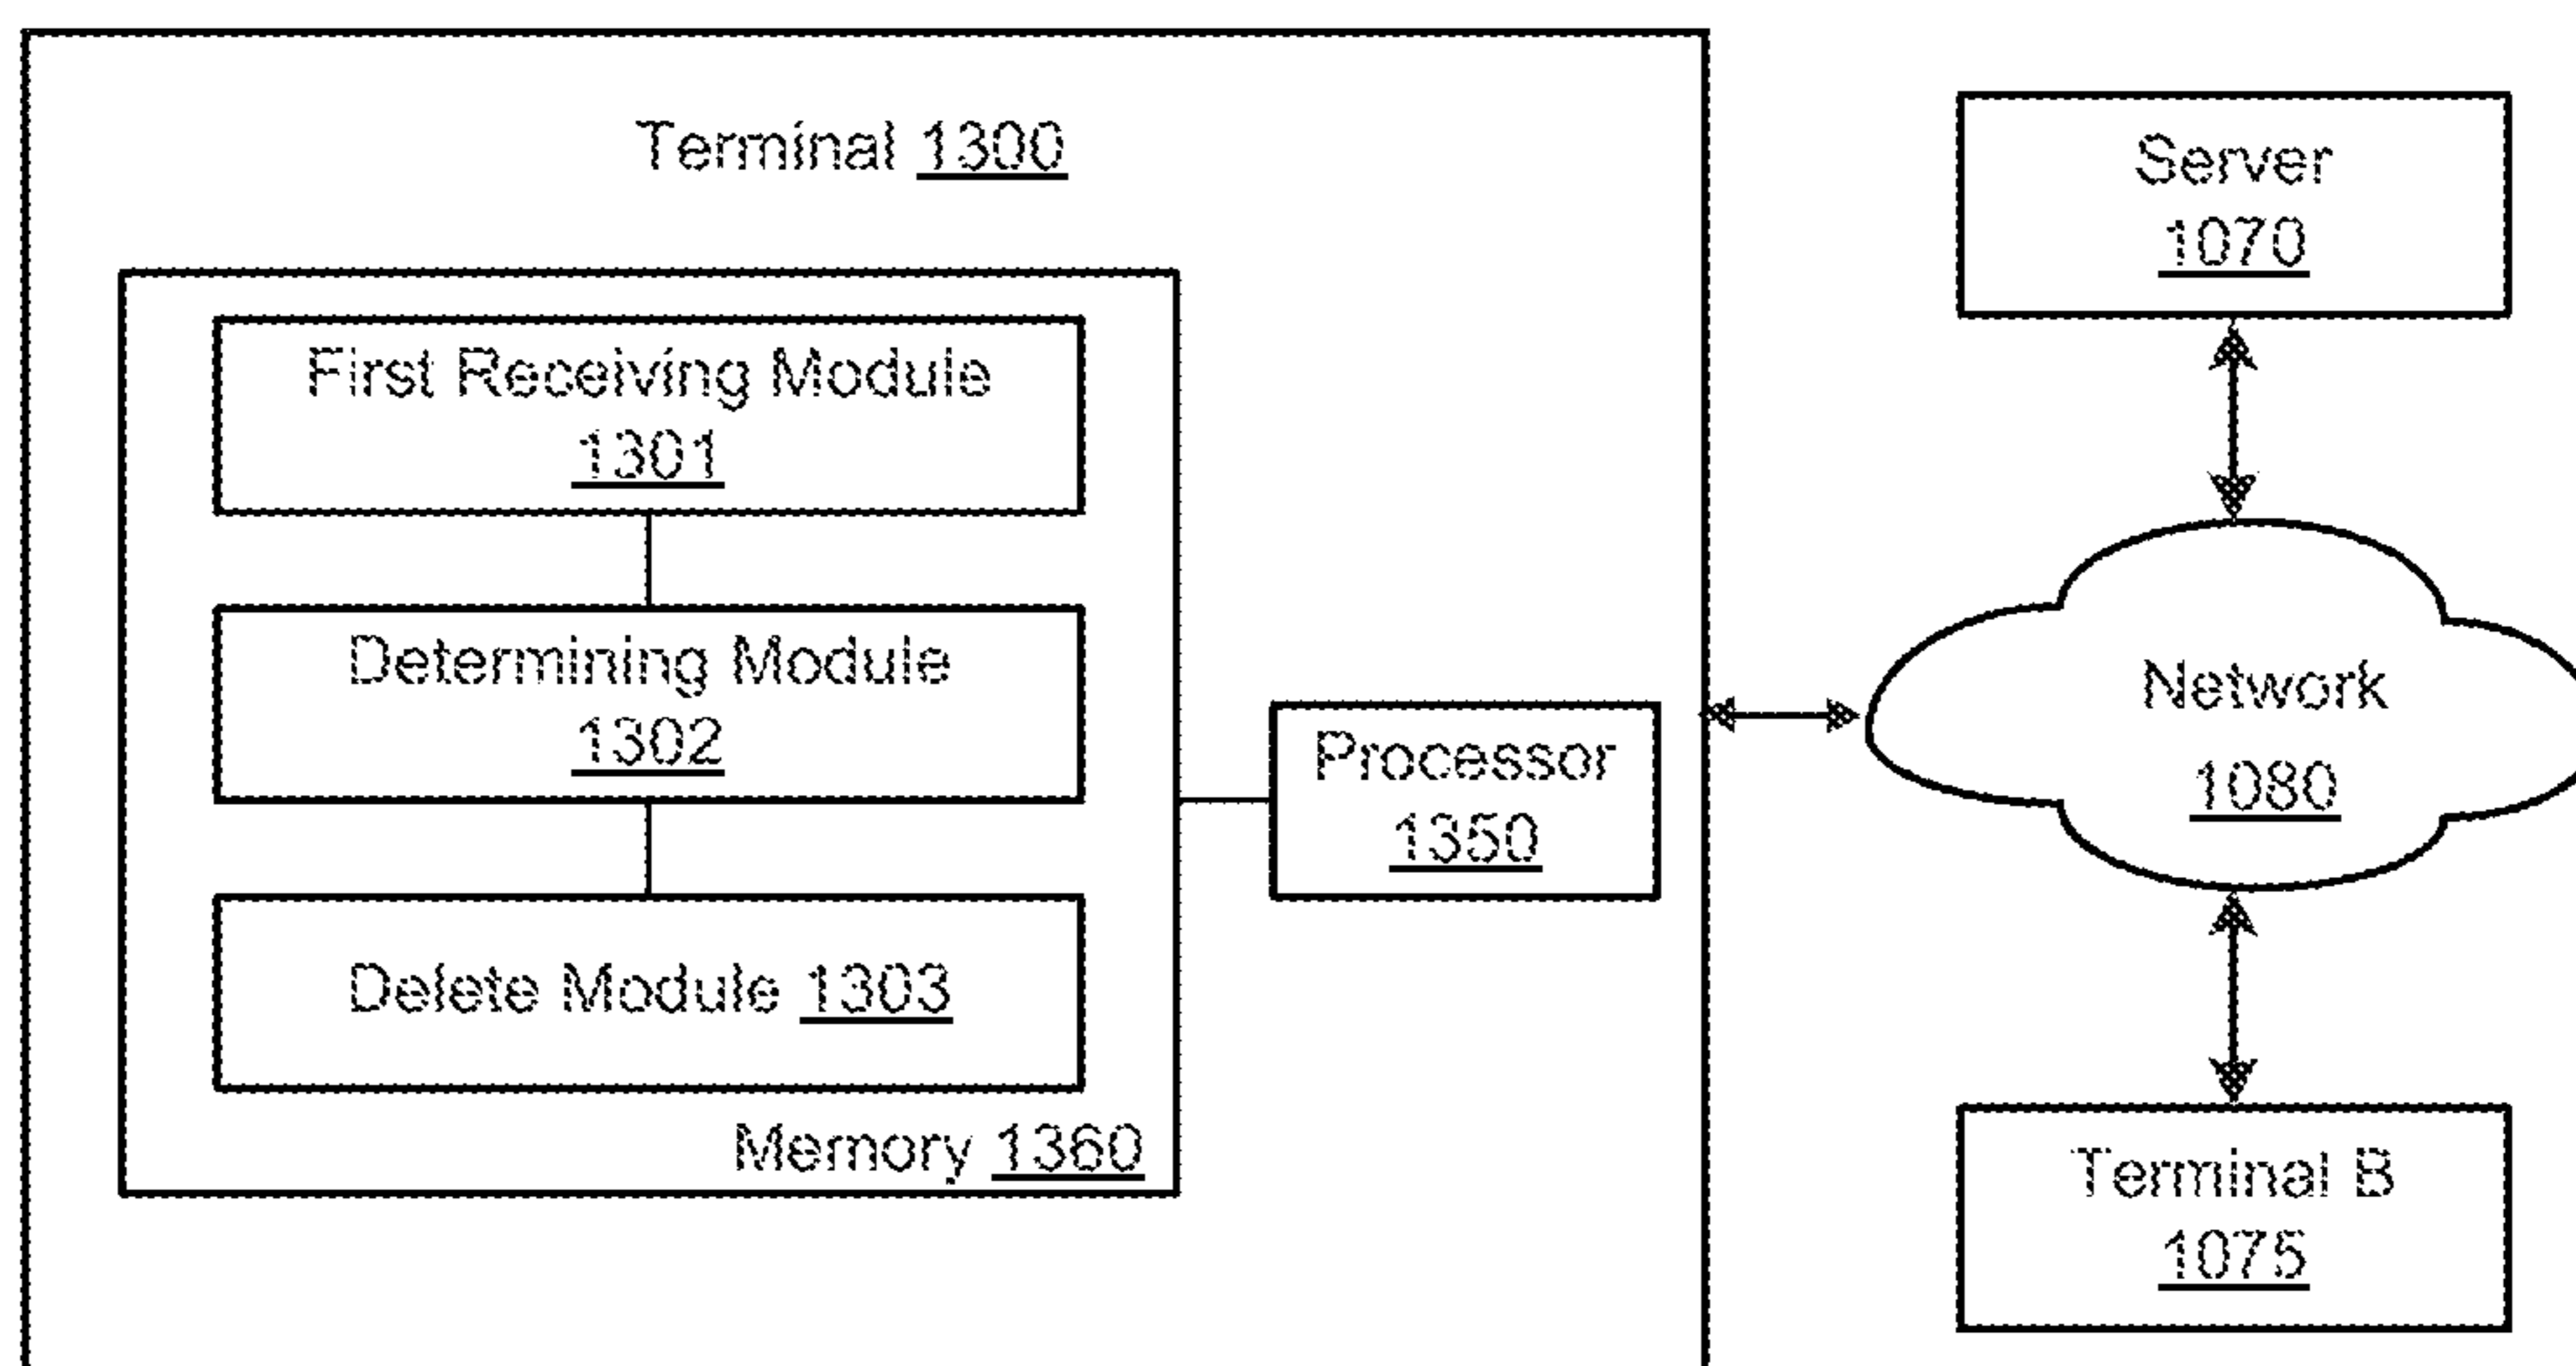 Terminal 1300
First Receiving Module
1301
Determining Module
1302
Delete Module 1303
Memory 1360
Processor
1350
Server
1070
Network
1080
Terminal B
1075